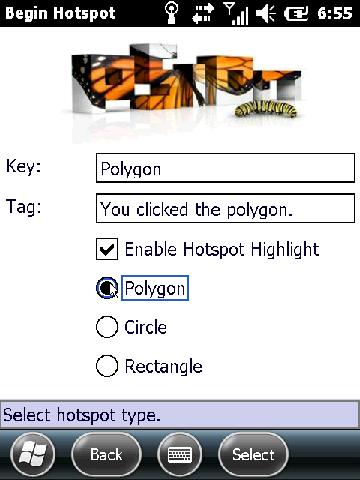 Begin Hotspot 6:55
Key: Polygon
Tag: You clicked the polygon.
Enable Hotspot Highlight
Polygon
Circle
Rectangle
Select hotspot type.
Back Select